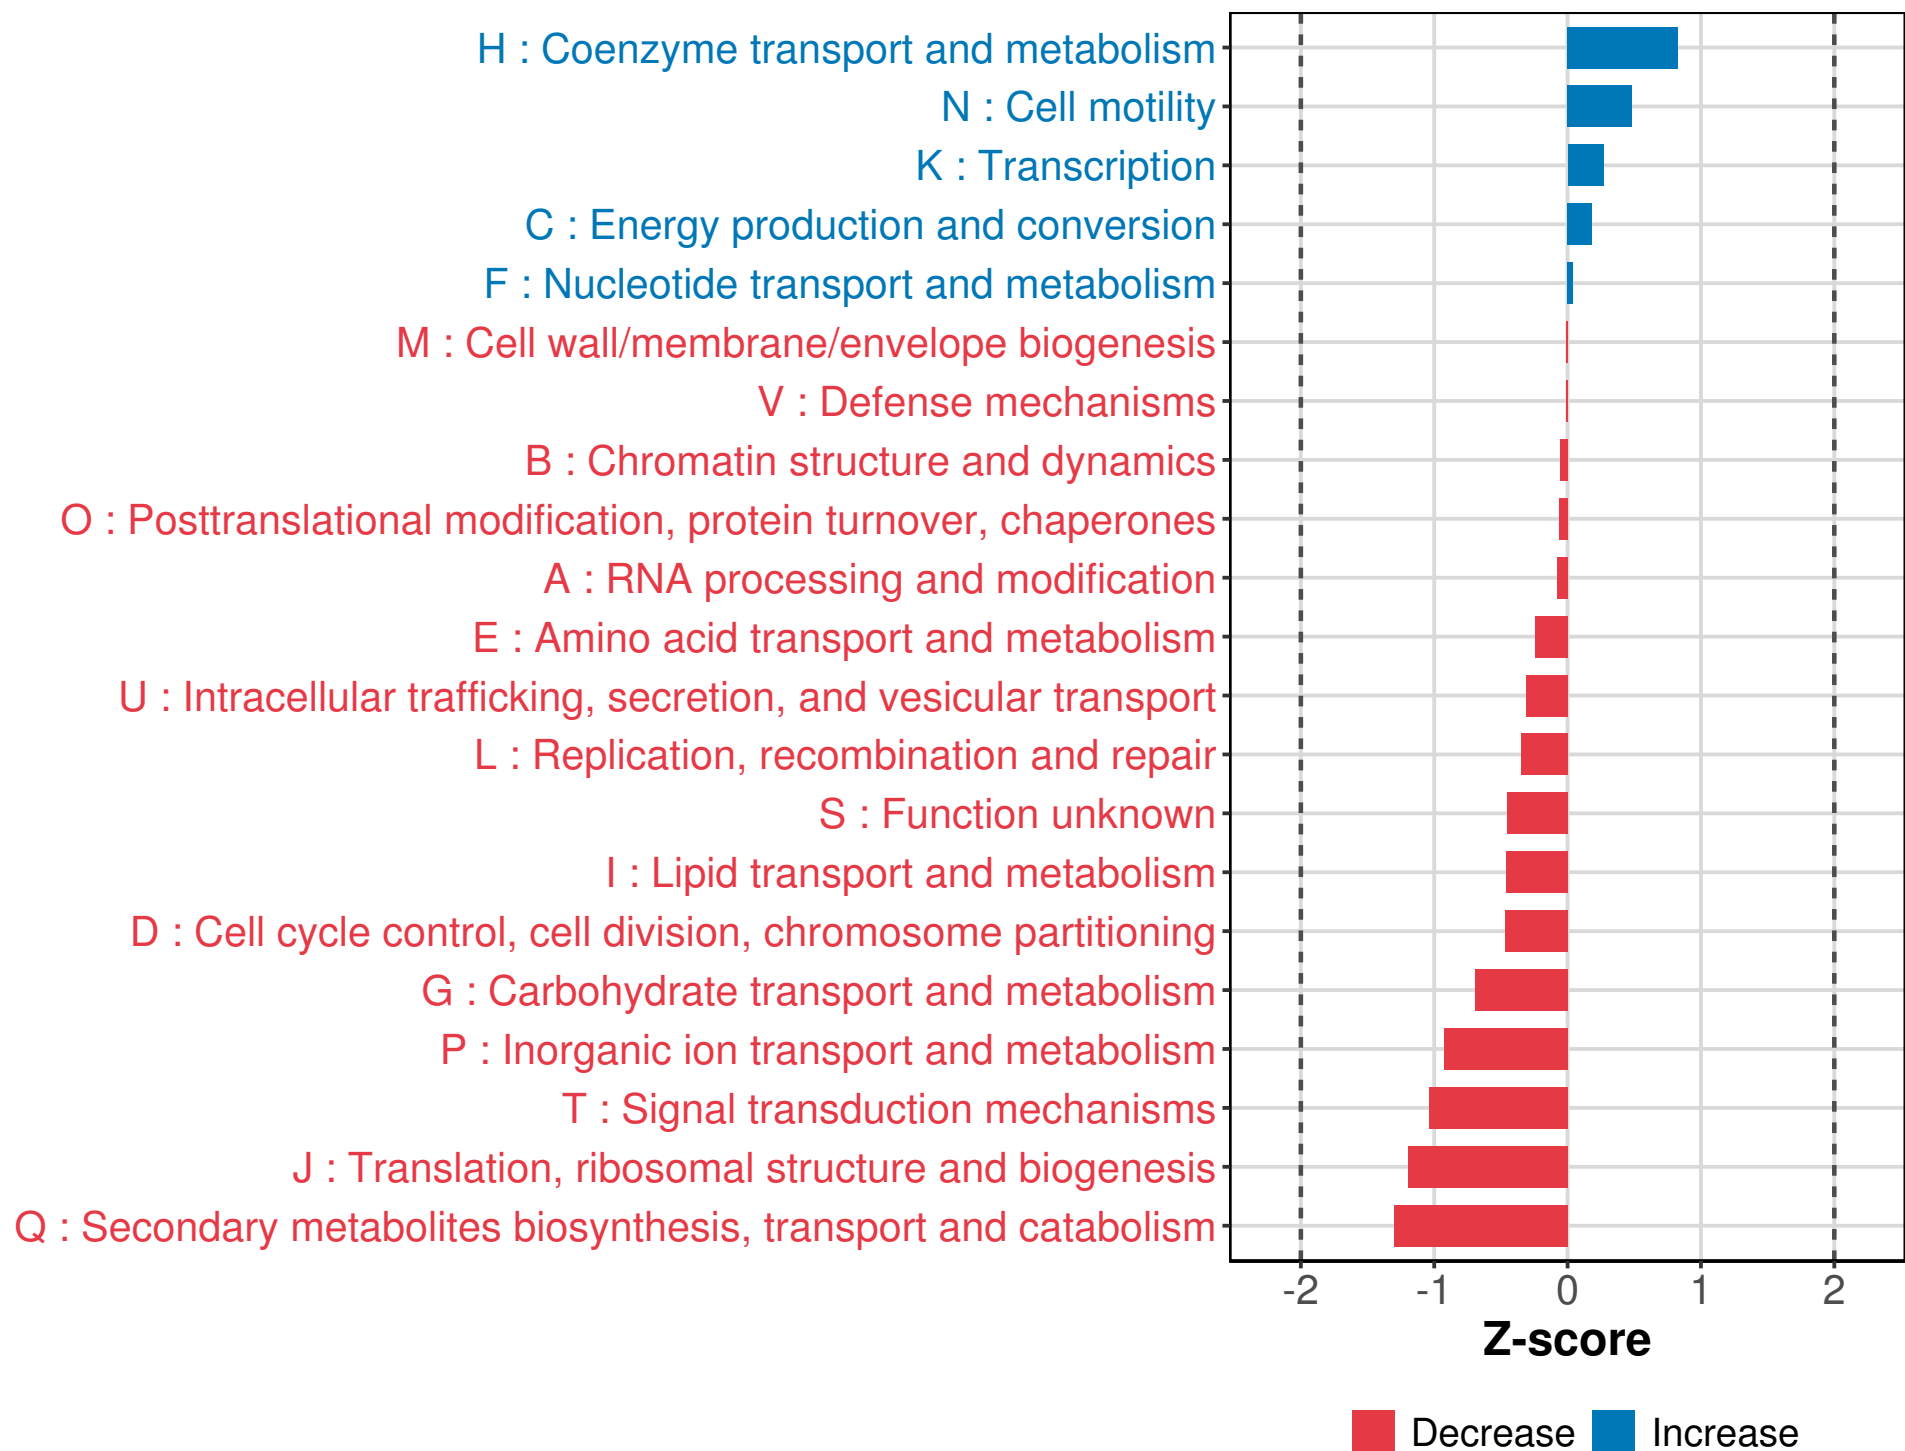 H : Coenzyme transport and metabolism
N : Cell motility
K : Transcription
C : Energy production and conversion
F : Nucleotide transport and metabolism
M : Cell wall/membrane/envelope biogenesis
V : Defense mechanisms
B : Chromatin structure and dynamics
O : Posttranslational modification, protein turnover, chaperones
A : RNA processing and modification
E : Amino acid transport and metabolism
U : Intracellular trafficking, secretion, and vesicular transport
L : Replication, recombination and repair
S : Function unknown
I : Lipid transport and metabolism
D : Cell cycle control, cell division, chromosome partitioning
G : Carbohydrate transport and metabolism
P : Inorganic ion transport and metabolism
T : Signal transduction mechanisms
J : Translation, ribosomal structure and biogenesis
Q : Secondary metabolites biosynthesis, transport and catabolism
-2 -1 0 1 2
Z-score
Decrease Increase